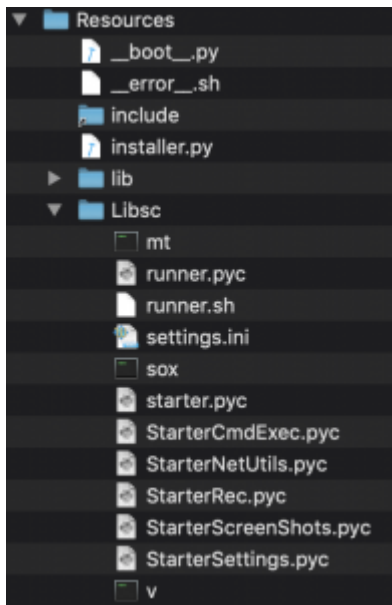 Resources
__boot__.py
__error__.sh
include
installer.py
lib
Libsc
mt
runner.pyc
runner.sh
settings.ini
sox
starter.pyc
StarterCmdExec.pyc
StarterNetUtils.pyc
StarterRec.pyc
StarterScreenShots.pyc
StarterSettings.pyc
v